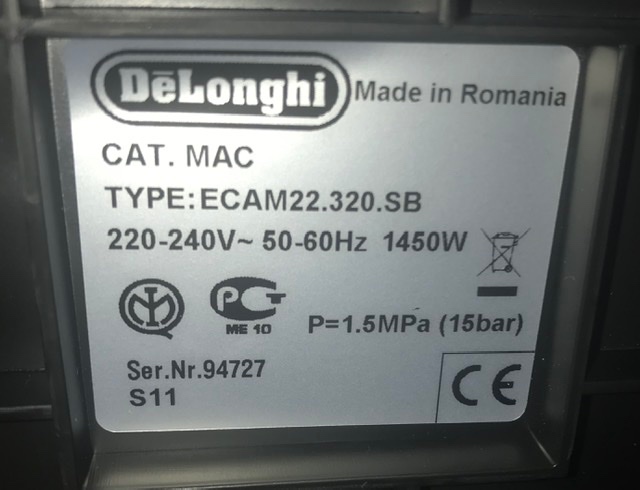 DēLonghi Made in Romania
CAT. MAC
TYPE:ECAM22.320.SB
220-240V~ 50-60Hz 1450W
PCT
ME 10
P=1.5MPa (15bar)
Ser.Nr.94727
S11
CE